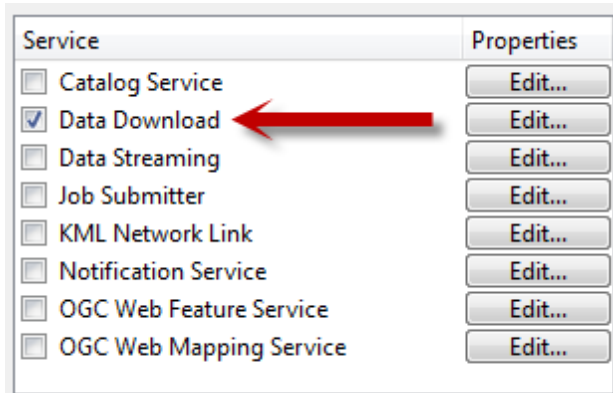 Service Properties
Catalog Service Edit...
Data Download Edit...
Data Streaming Edit...
Job Submitter Edit...
KML Network Link Edit...
Notification Service Edit...
OGC Web Feature Service Edit...
OGC Web Mapping Service Edit...